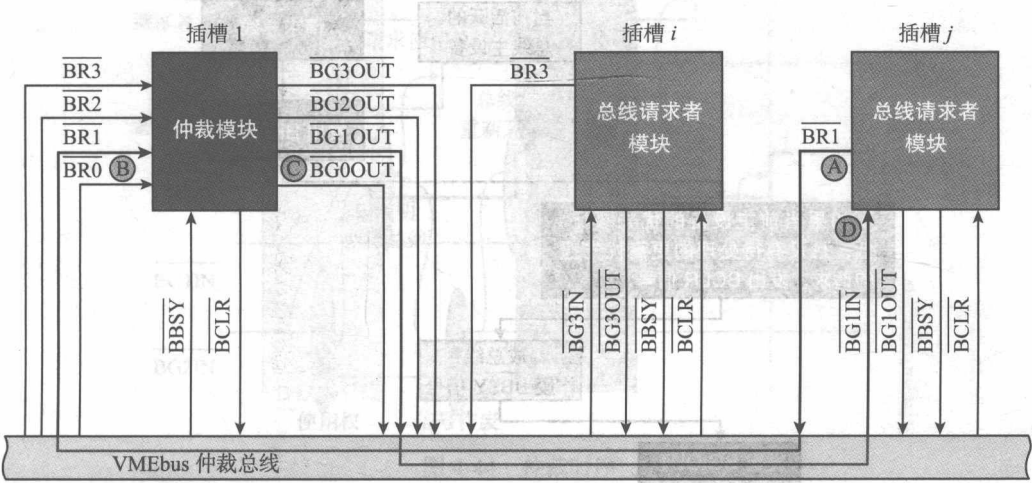 插槽 1
插槽 i
插槽 j
BR3
BR2
BR1
BR0
B
仲裁模块
BG3OUT
BG2OUT
BG1OUT
BG0OUT
C
BR3
总线请求者
模块
BR1
A
总线请求者
模块
D
BBSY
BCLR
BG3IN
BG3OUT
BBSY
BCLR
BG1IN
BG1OUT
BBSY
BCLR
VMEbus 仲裁总线